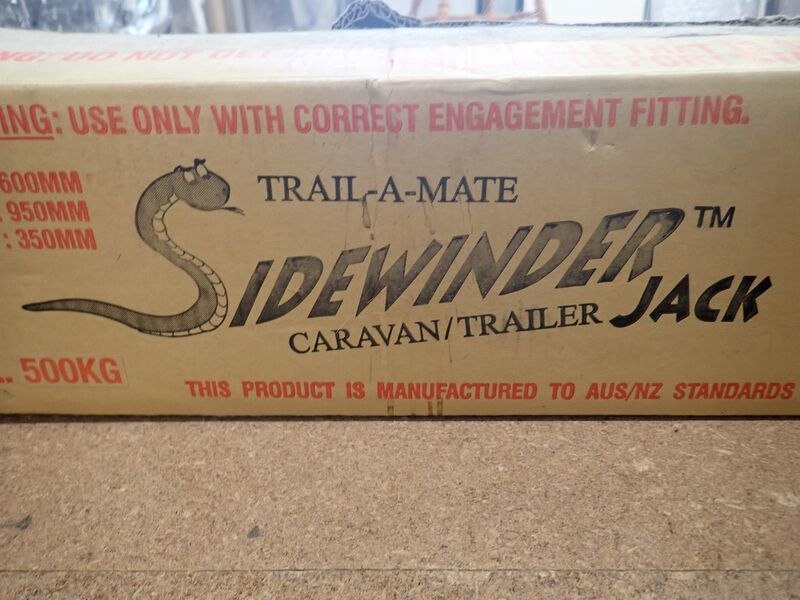 ING: USE ONLY WITH CORRECT ENGAGEMENT FITTING.
600MM
950MM
: 350MM
TRAIL-A-MATE
SIDEWINDER™
JACK
CARAVAN/TRAILER
.. 500KG
THIS PRODUCT IS MANUFACTURED TO AUS/NZ STANDARDS